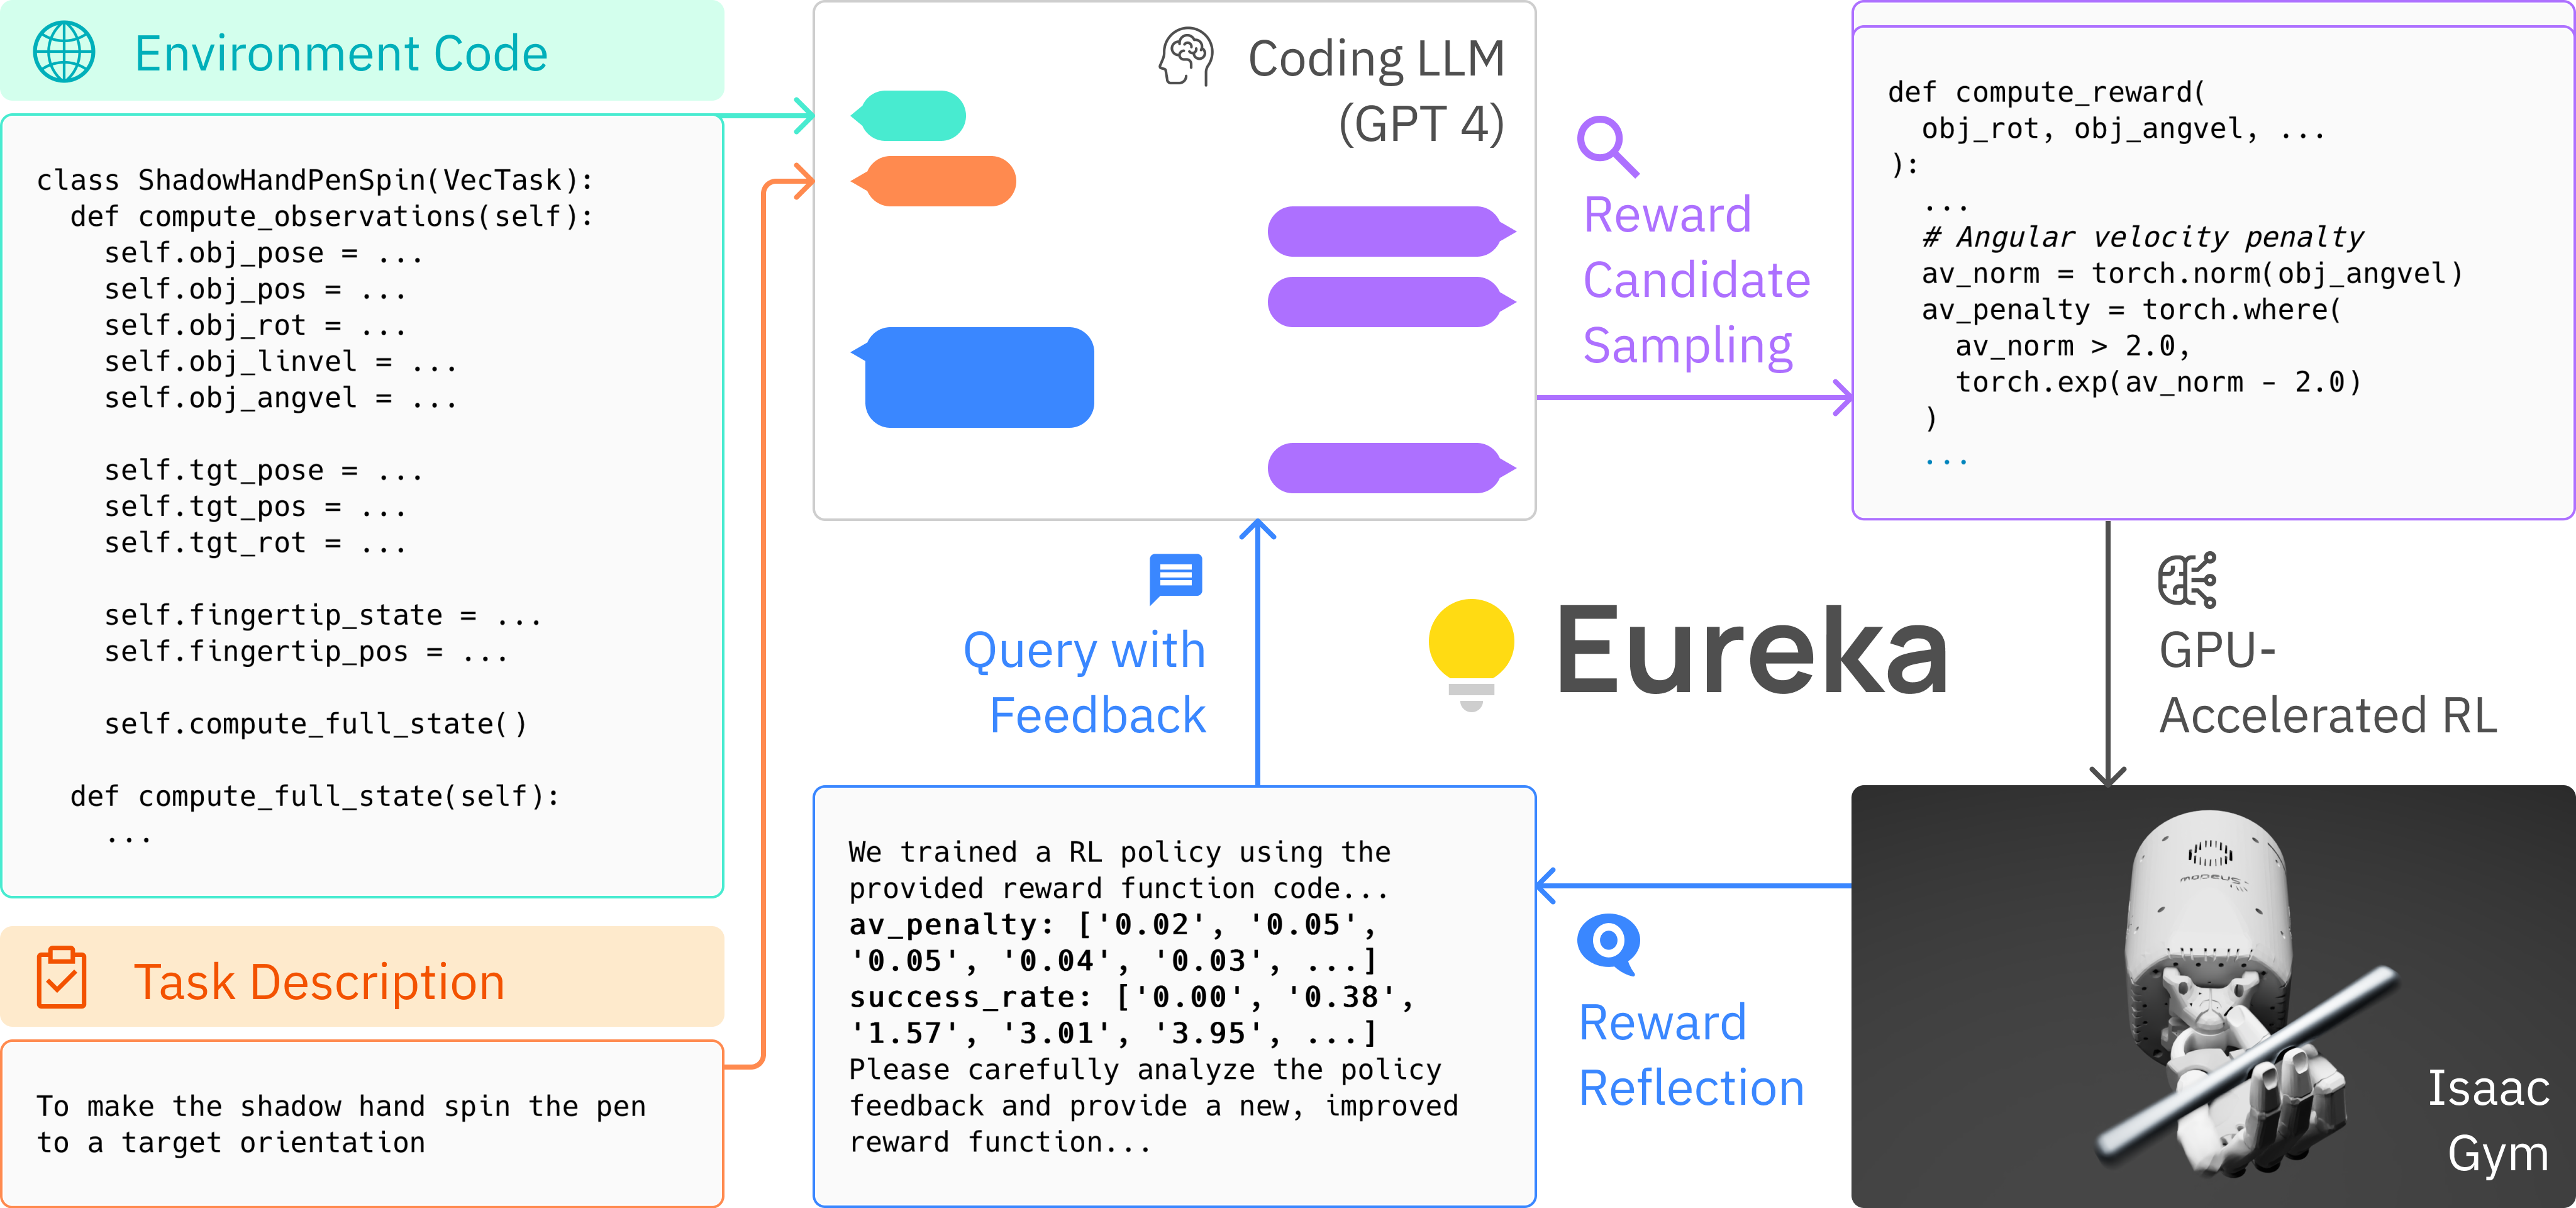 Environment Code
class ShadowHandPenSpin(VecTask):
  def compute_observations(self):
    self.obj_pose = ...
    self.obj_pos = ...
    self.obj_rot = ...
    self.obj_linvel = ...
    self.obj_angvel = ...
    self.tgt_pose = ...
    self.tgt_pos = ...
    self.tgt_rot = ...
    self.fingertip_state = ...
    self.fingertip_pos = ...
    self.compute_full_state()
  def compute_full_state(self):
    ...
Task Description
To make the shadow hand spin the pen
to a target orientation
Coding LLM
(GPT 4)
Reward
Candidate
Sampling
def compute_reward(
  obj_rot, obj_angvel, ...
):
  ...
  # Angular velocity penalty
  av_norm = torch.norm(obj_angvel)
  av_penalty = torch.where(
    av_norm > 2.0,
    torch.exp(av_norm - 2.0)
  )
  ...
Query with
Feedback
Eureka
GPU-
Accelerated RL
We trained a RL policy using the
provided reward function code...
av_penalty: ['0.02', '0.05',
'0.05', '0.04', '0.03', ...]
success_rate: ['0.00', '0.38',
'1.57', '3.01', '3.95', ...]
Please carefully analyze the policy
feedback and provide a new, improved
reward function...
Reward
Reflection
Isaac
Gym